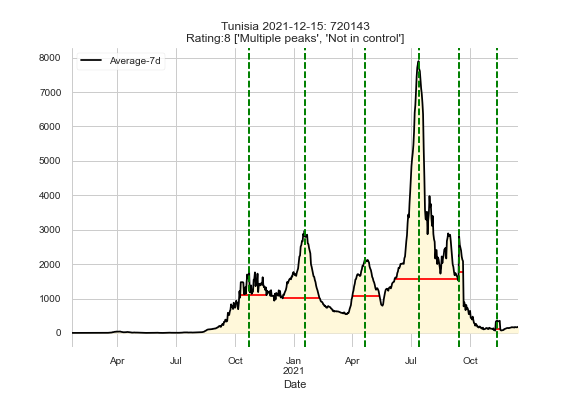 Tunisia 2021-12-15: 720143
Rating:8 ['Multiple peaks', 'Not in control']
Average-7d
8000
7000
6000
5000
4000
3000
2000
1000
0
Apr Jul Oct Jan Apr Jul Oct
2021
Date